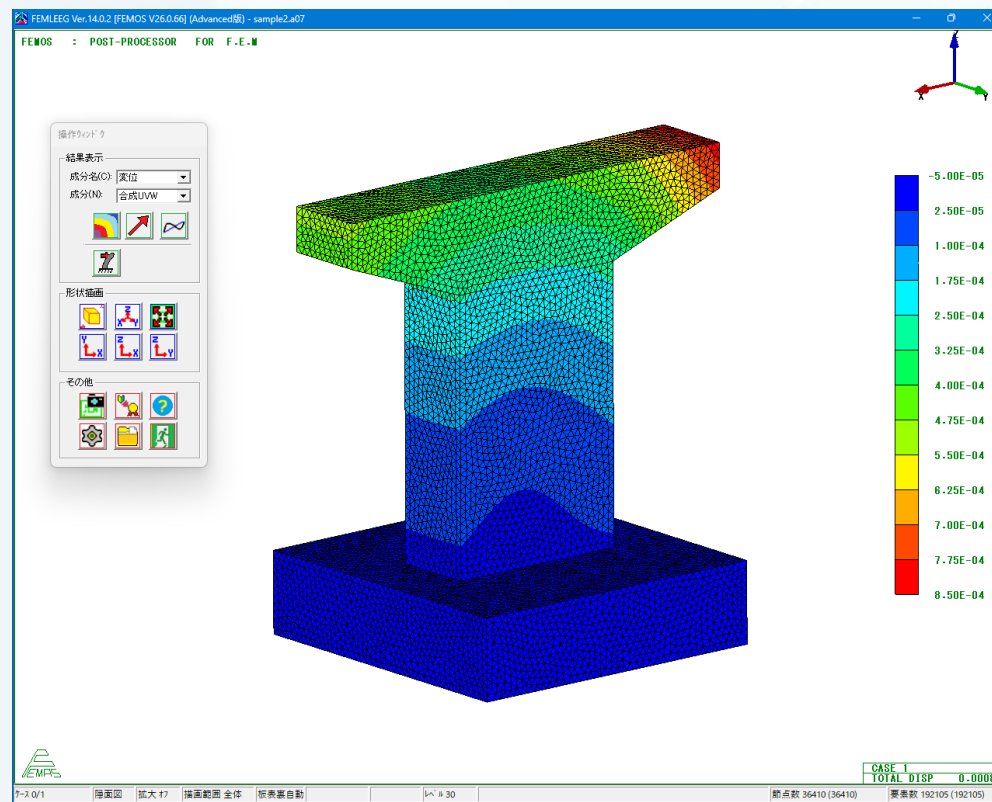 FEMLEEG Ver.14.0.2 [FEMOS V26.0.66] (Advanced版) - sample2.a07
FEMOS : POST-PROCESSOR FOR F.E.M
Z
X
Y
操作ウィンドウ
結果表示
成分名(C): 変位
成分(N): 合成UVW
形状描画
Z
X Y
Y
X
Z
X
Z
Y
その他
?
-5.00E-05
2.50E-05
1.00E-04
1.75E-04
2.50E-04
3.25E-04
4.00E-04
4.75E-04
5.50E-04
6.25E-04
7.00E-04
7.75E-04
8.50E-04
FEMPS
CASE 1
TOTAL DISP 0.0008
ケース 0/1 陰面図 拡大 オフ 描画範囲 全体 板表裏自動 レベル 30 節点数 36410 (36410) 要素数 192105 (192105)